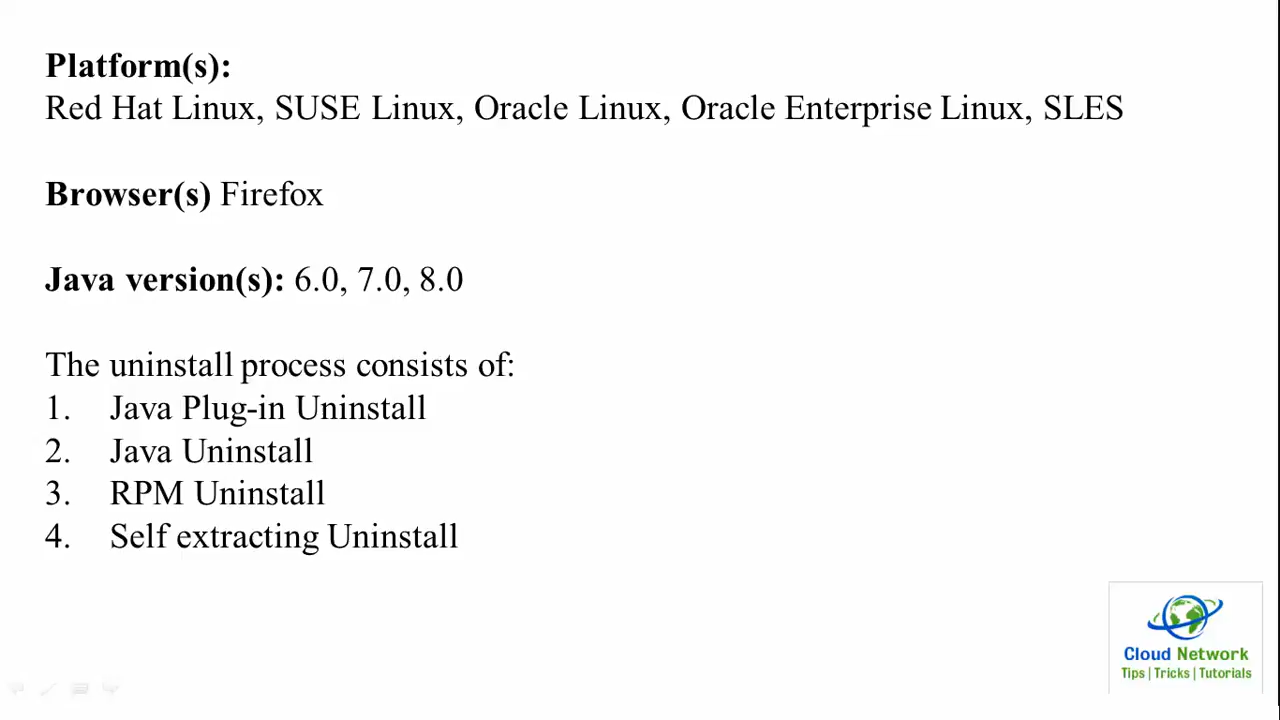 Platform(s):
Red Hat Linux, SUSE Linux, Oracle Linux, Oracle Enterprise Linux, SLES
Browser(s) Firefox
Java version(s): 6.0, 7.0, 8.0
The uninstall process consists of:
1. Java Plug-in Uninstall
2. Java Uninstall
3. RPM Uninstall
4. Self extracting Uninstall
Cloud Network
Tips | Tricks | Tutorials